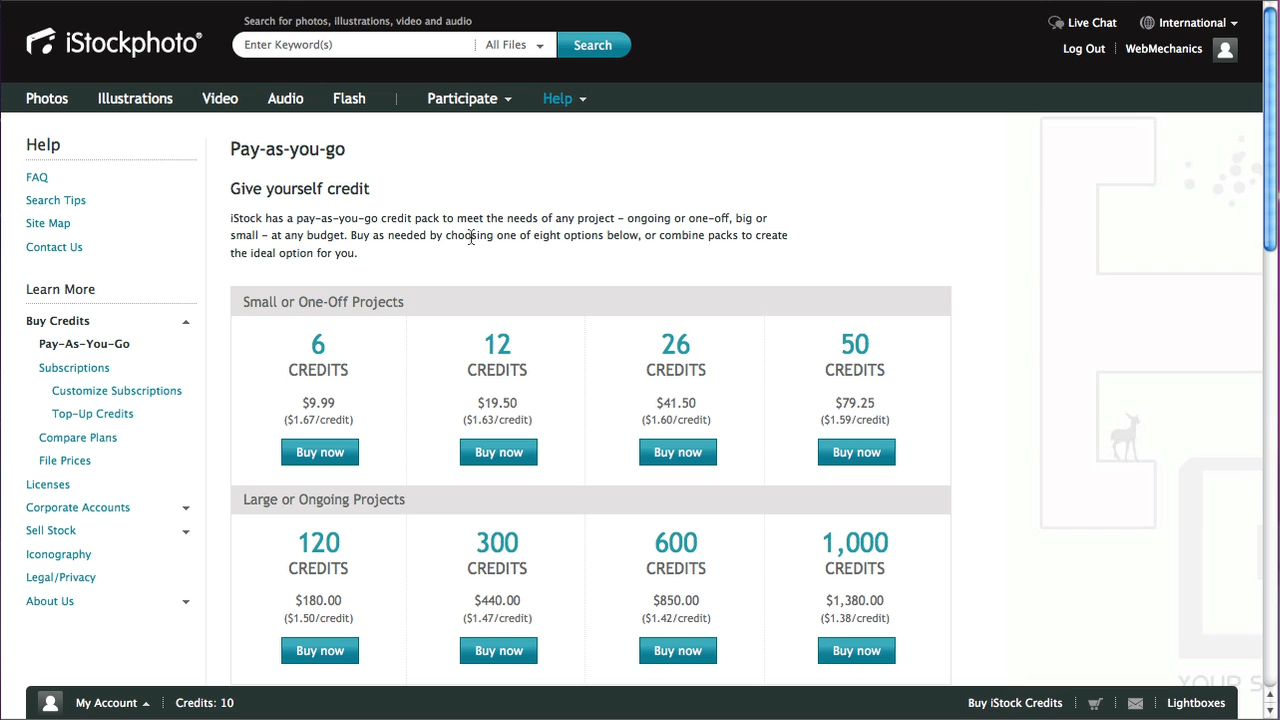 iStockphoto®
Search for photos, illustrations, video and audio
Enter Keyword(s)
All Files
Search
Live Chat
International
Log Out
WebMechanics
Photos
Illustrations
Video
Audio
Flash
Participate
Help
Help
FAQ
Search Tips
Site Map
Contact Us
Learn More
Buy Credits
Pay-As-You-Go
Subscriptions
Customize Subscriptions
Top-Up Credits
Compare Plans
File Prices
Licenses
Corporate Accounts
Sell Stock
Iconography
Legal/Privacy
About Us
Pay-as-you-go
Give yourself credit
iStock has a pay-as-you-go credit pack to meet the needs of any project – ongoing or one-off, big or
small – at any budget. Buy as needed by choosing one of eight options below, or combine packs to create
the ideal option for you.
Small or One-Off Projects
6
CREDITS
$9.99
($1.67/credit)
Buy now
12
CREDITS
$19.50
($1.63/credit)
Buy now
26
CREDITS
$41.50
($1.60/credit)
Buy now
50
CREDITS
$79.25
($1.59/credit)
Buy now
Large or Ongoing Projects
120
CREDITS
$180.00
($1.50/credit)
Buy now
300
CREDITS
$440.00
($1.47/credit)
Buy now
600
CREDITS
$850.00
($1.42/credit)
Buy now
1,000
CREDITS
$1,380.00
($1.38/credit)
Buy now
YOUR S
My Account
Credits: 10
Buy iStock Credits
Lightboxes